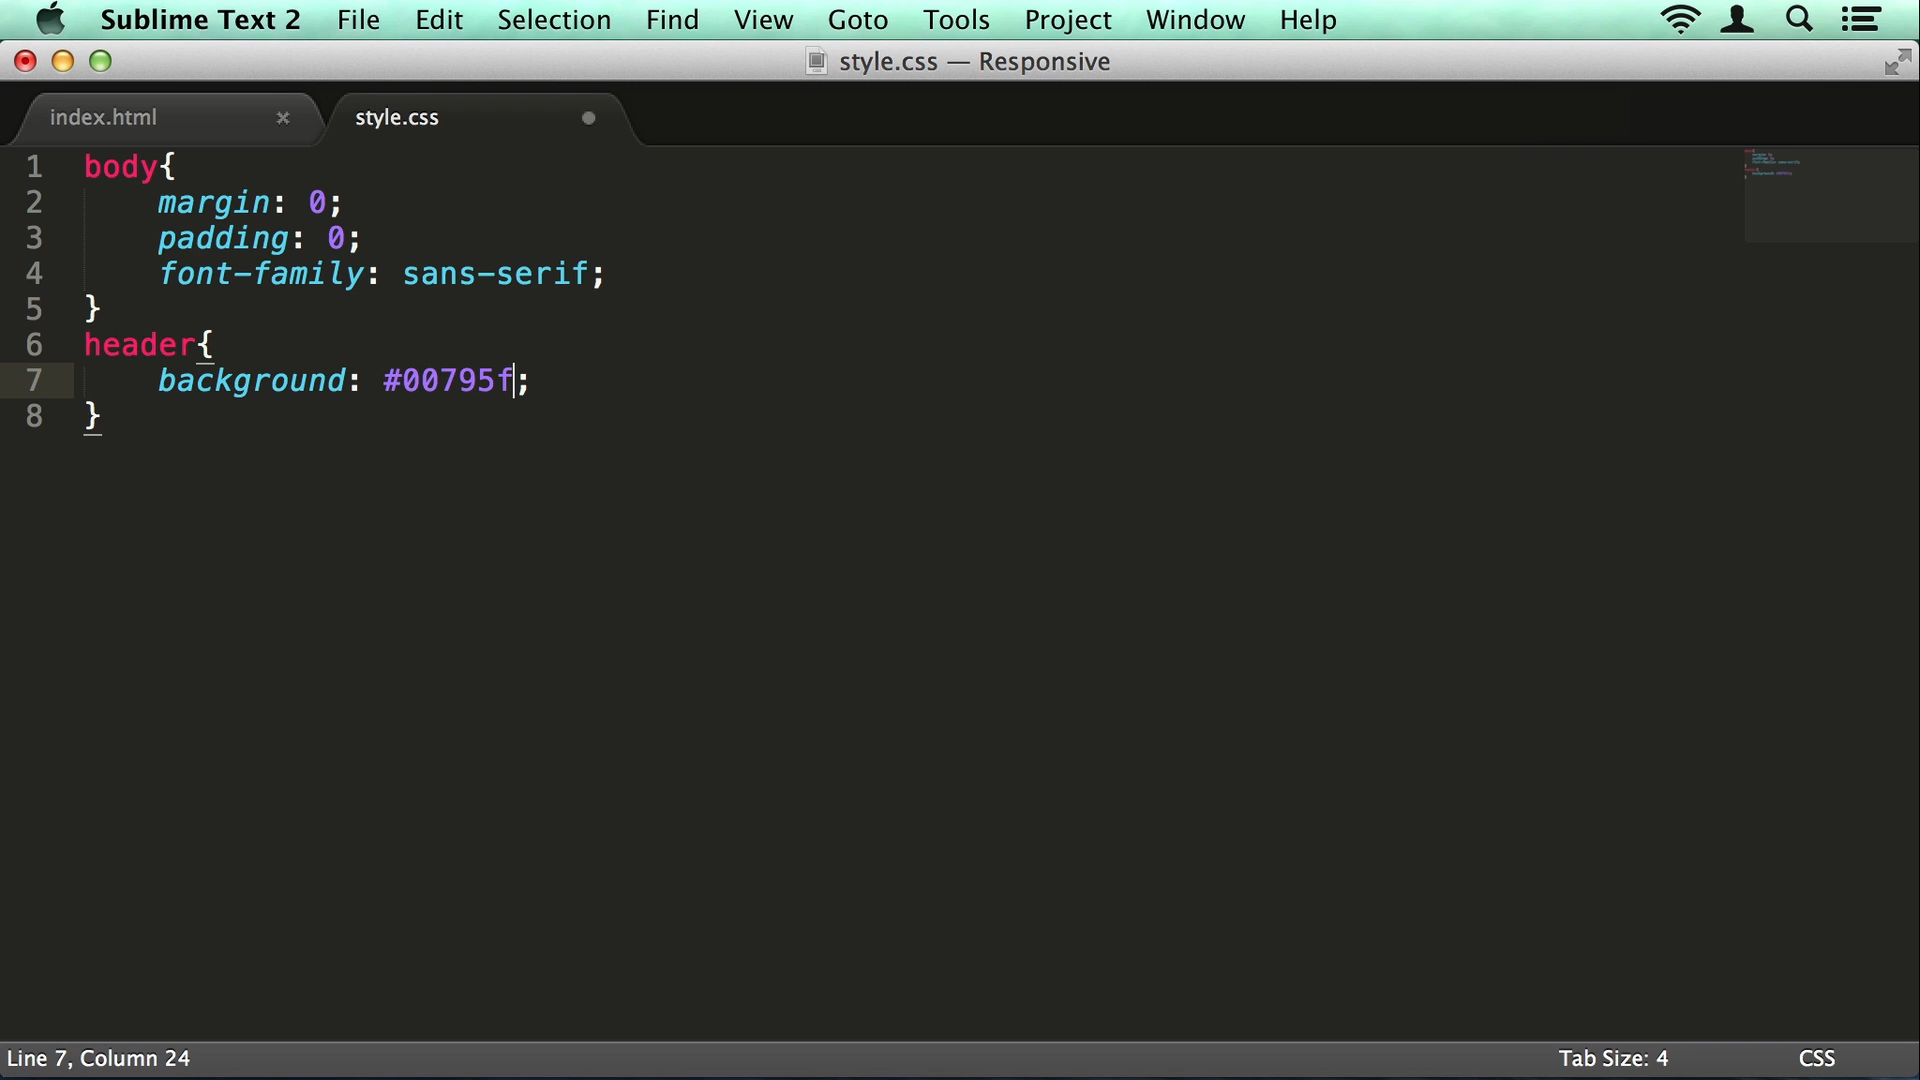 Sublime Text 2 File Edit Selection Find View Goto Tools Project Window Help
style.css — Responsive
index.html × style.css
1 body{
2 margin: 0;
3 padding: 0;
4 font-family: sans-serif;
5 }
6 header{
7 background: #00795f;
8 }
Line 7, Column 24 Tab Size: 4 CSS